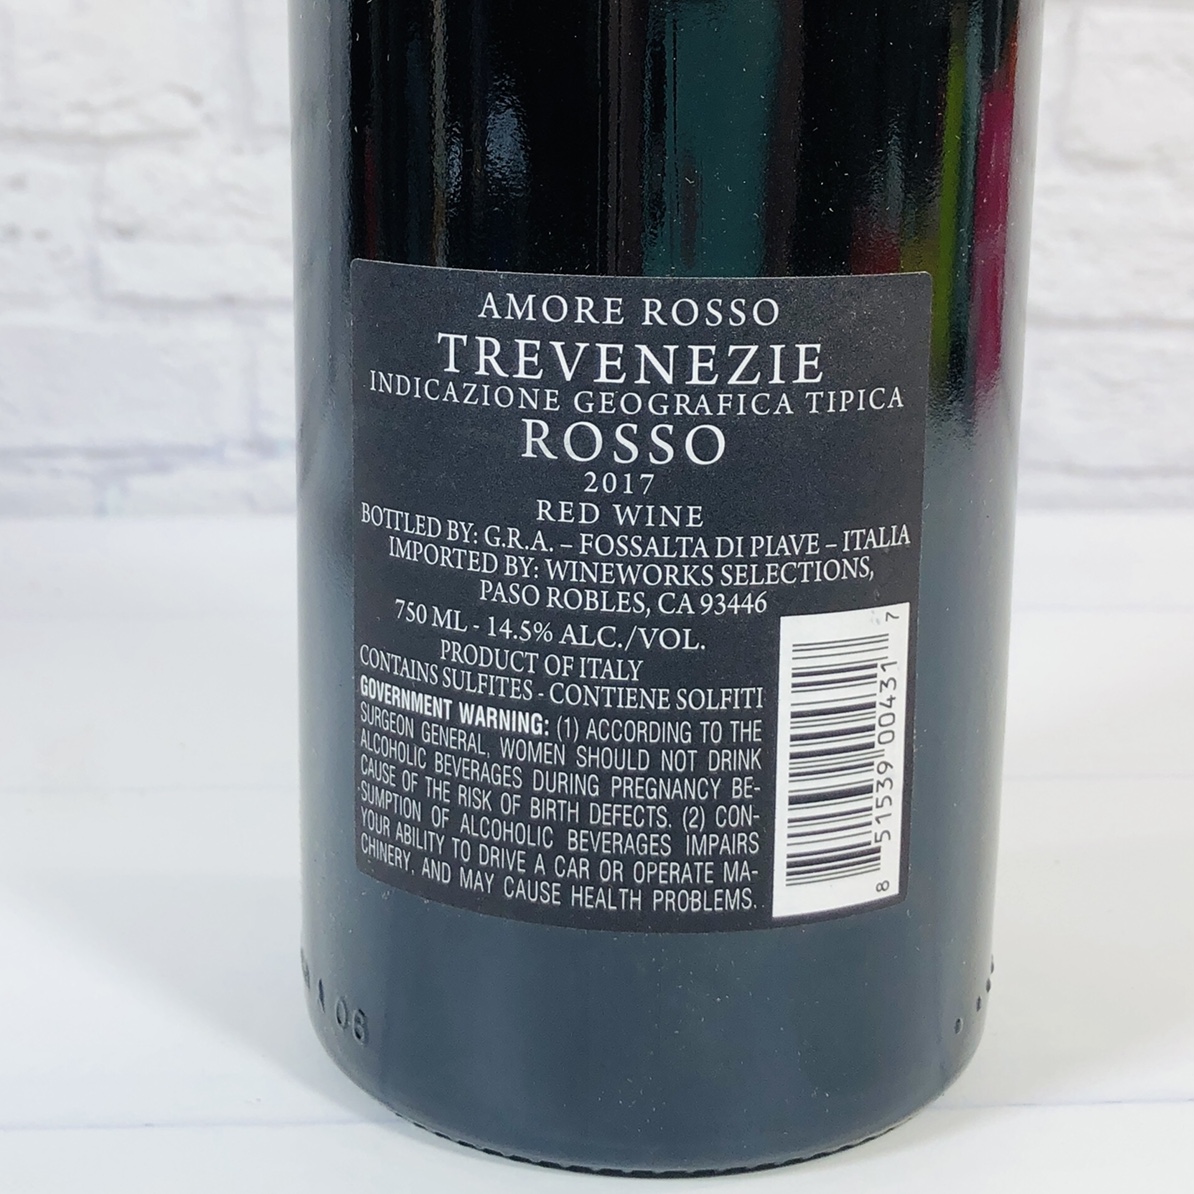 AMORE ROSSO
TREVENEZIE
INDICAZIONE GEOGRAFICA TIPICA
ROSSO
2017
RED WINE
BOTTLED BY: G.R.A. – FOSSALTA DI PIAVE – ITALIA
IMPORTED BY: WINEWORKS SELECTIONS,
PASO ROBLES, CA 93446
750 ML - 14.5% ALC./VOL.
PRODUCT OF ITALY
CONTAINS SULFITES - CONTIENE SOLFITI
GOVERNMENT WARNING: (1) ACCORDING TO THE
SURGEON GENERAL, WOMEN SHOULD NOT DRINK
ALCOHOLIC BEVERAGES DURING PREGNANCY BE-
CAUSE OF THE RISK OF BIRTH DEFECTS. (2) CON-
SUMPTION OF ALCOHOLIC BEVERAGES IMPAIRS
YOUR ABILITY TO DRIVE A CAR OR OPERATE MA-
CHINERY, AND MAY CAUSE HEALTH PROBLEMS.
8 51539 00431 7
06